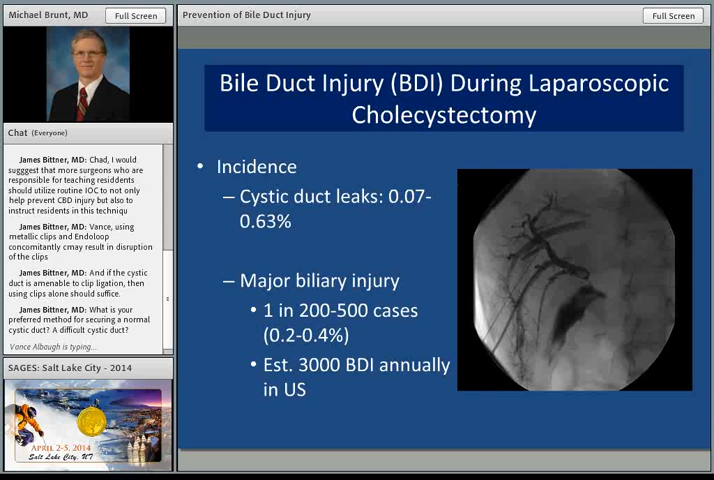 Michael Brunt, MD
Full Screen
Chat (Everyone)
James Bittner, MD: Chad, I would
sugggest that more surgeons who are
responsible for teaching residdents
should utilize routine IOC to not only
help prevent CBD injury but also to
instruct residents in this techniqu
James Bittner, MD: Vance, using
metallic clips and Endoloop
concomitantly cmay result in disruption
of the clips
James Bittner, MD: And if the cystic
duct is amenable to clip ligation, then
using clips alone should suffice.
James Bittner, MD: What is your
preferred method for securing a normal
cystic duct? A difficult cystic duct?
Vance Albaugh is typing...
SAGES: Salt Lake City - 2014
APRIL 2-5, 2014
Salt Lake City, UT
Prevention of Bile Duct Injury
Full Screen
Bile Duct Injury (BDI) During Laparoscopic
Cholecystectomy
• Incidence
– Cystic duct leaks: 0.07-
0.63%
– Major biliary injury
• 1 in 200-500 cases
(0.2-0.4%)
• Est. 3000 BDI annually
in US